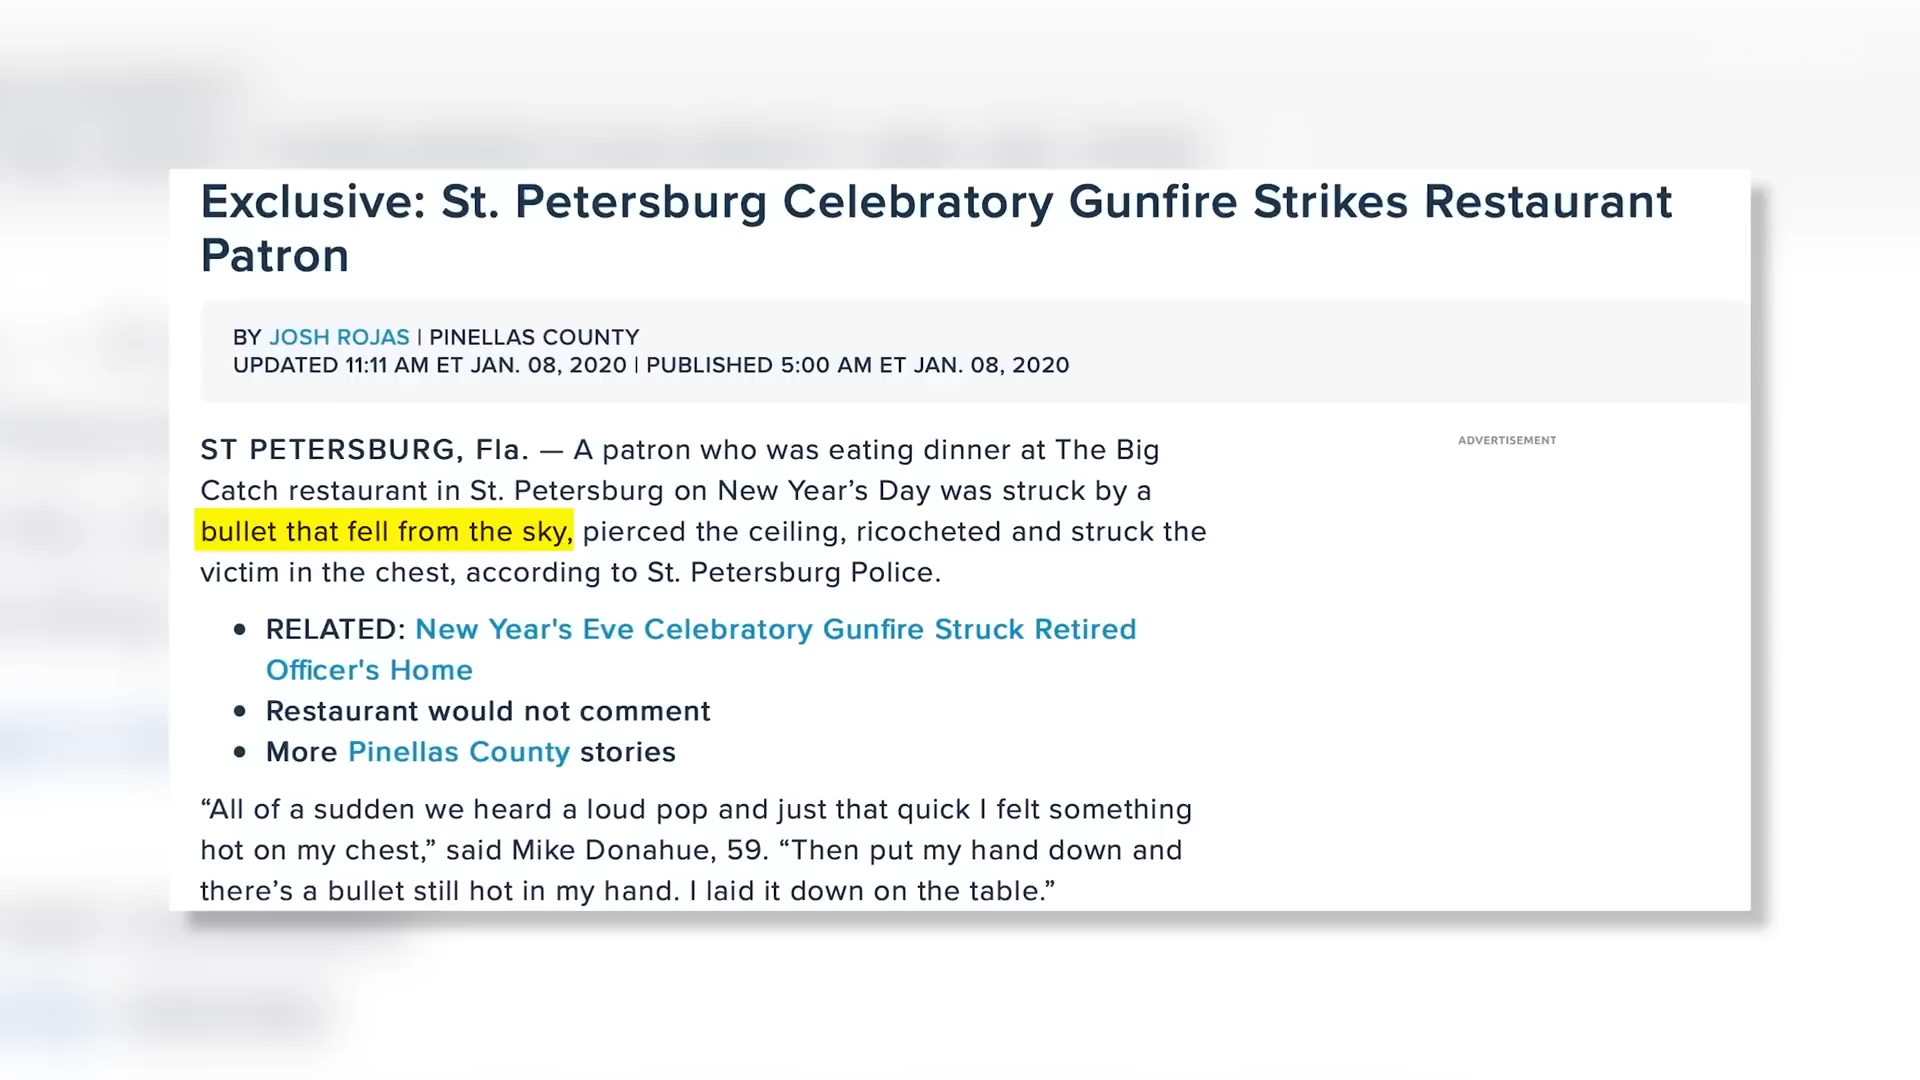 Exclusive: St. Petersburg Celebratory Gunfire Strikes Restaurant
Patron
BY JOSH ROJAS | PINELLAS COUNTY
UPDATED 11:11 AM ET JAN. 08, 2020 | PUBLISHED 5:00 AM ET JAN. 08, 2020
ST PETERSBURG, Fla. — A patron who was eating dinner at The Big
Catch restaurant in St. Petersburg on New Year’s Day was struck by a
bullet that fell from the sky, pierced the ceiling, ricocheted and struck the
victim in the chest, according to St. Petersburg Police.
ADVERTISEMENT
• RELATED: New Year's Eve Celebratory Gunfire Struck Retired
Officer's Home
• Restaurant would not comment
• More Pinellas County stories
“All of a sudden we heard a loud pop and just that quick I felt something
hot on my chest,” said Mike Donahue, 59. “Then put my hand down and
there’s a bullet still hot in my hand. I laid it down on the table.”